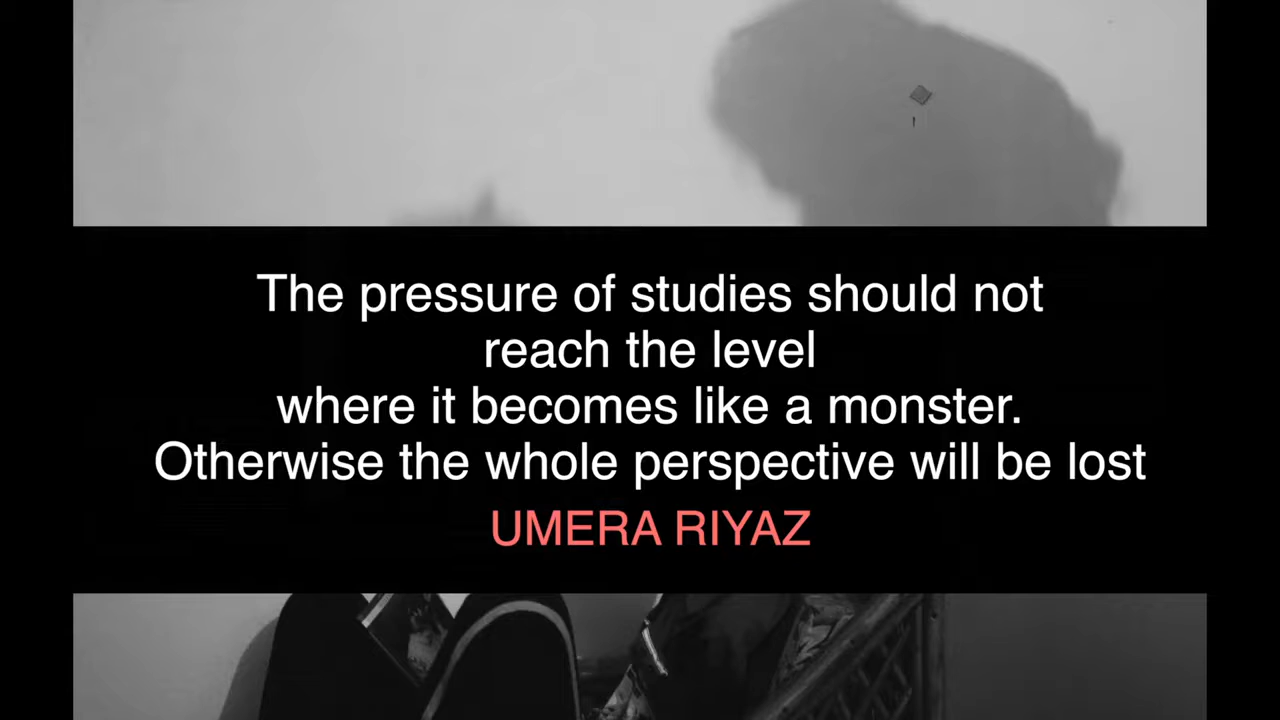 The pressure of studies should not
reach the level
where it becomes like a monster.
Otherwise the whole perspective will be lost
UMERA RIYAZ